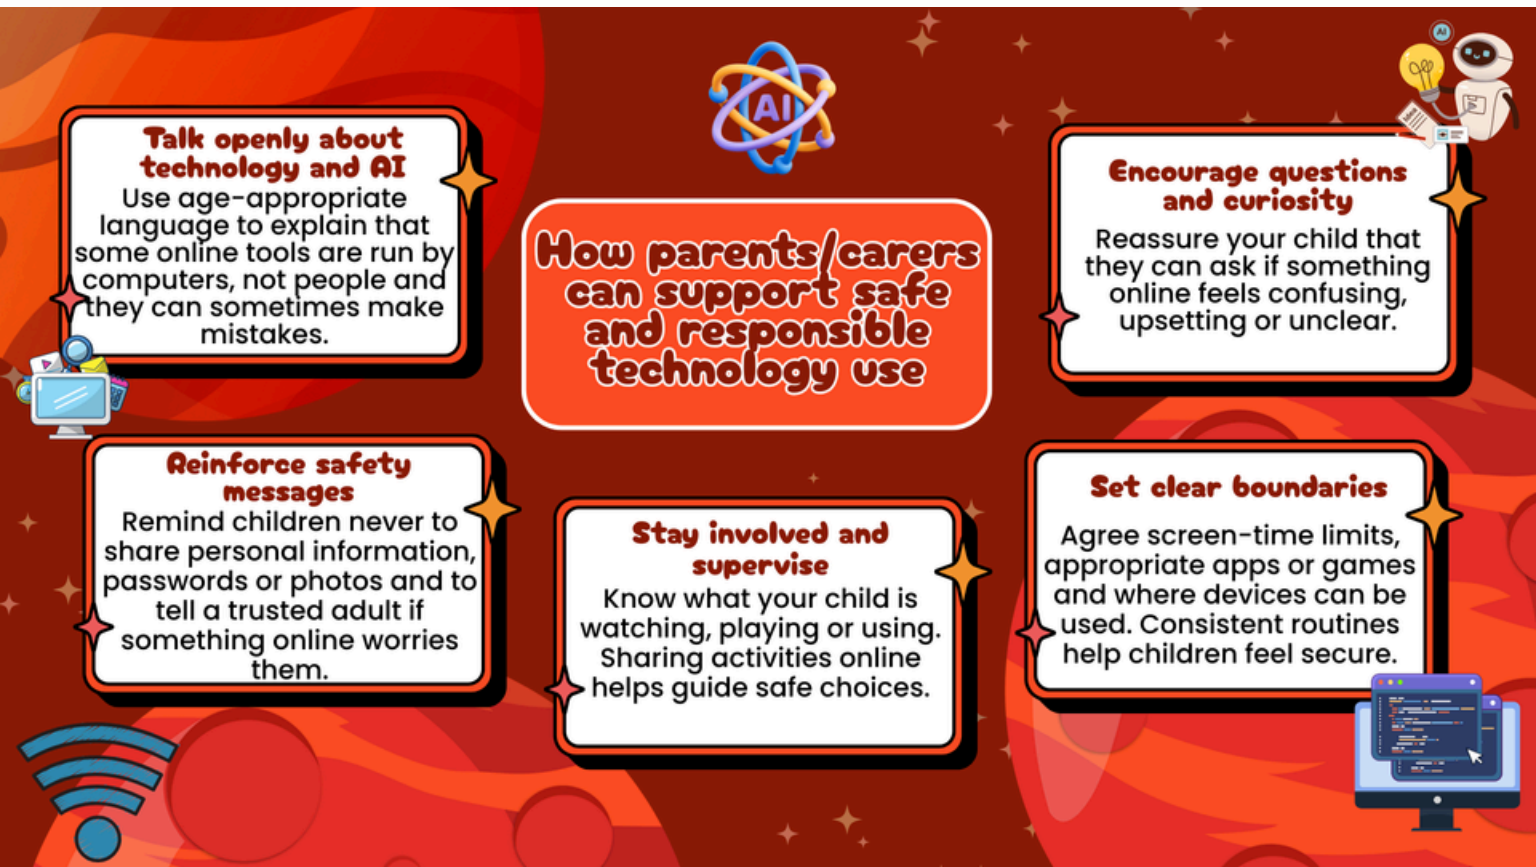 AI
How parents/carers
can support safe
and responsible
technology use
Talk openly about
technology and AI
Use age-appropriate
language to explain that
some online tools are run by
computers, not people and
they can sometimes make
mistakes.
AI
Idea
Encourage questions
and curiosity
Reassure your child that
they can ask if something
online feels confusing,
upsetting or unclear.
Reinforce safety
messages
Remind children never to
share personal information,
passwords or photos and to
tell a trusted adult if
something online worries
them.
Stay involved and
supervise
Know what your child is
watching, playing or using.
Sharing activities online
helps guide safe choices.
Set clear boundaries
Agree screen-time limits,
appropriate apps or games
and where devices can be
used. Consistent routines
help children feel secure.